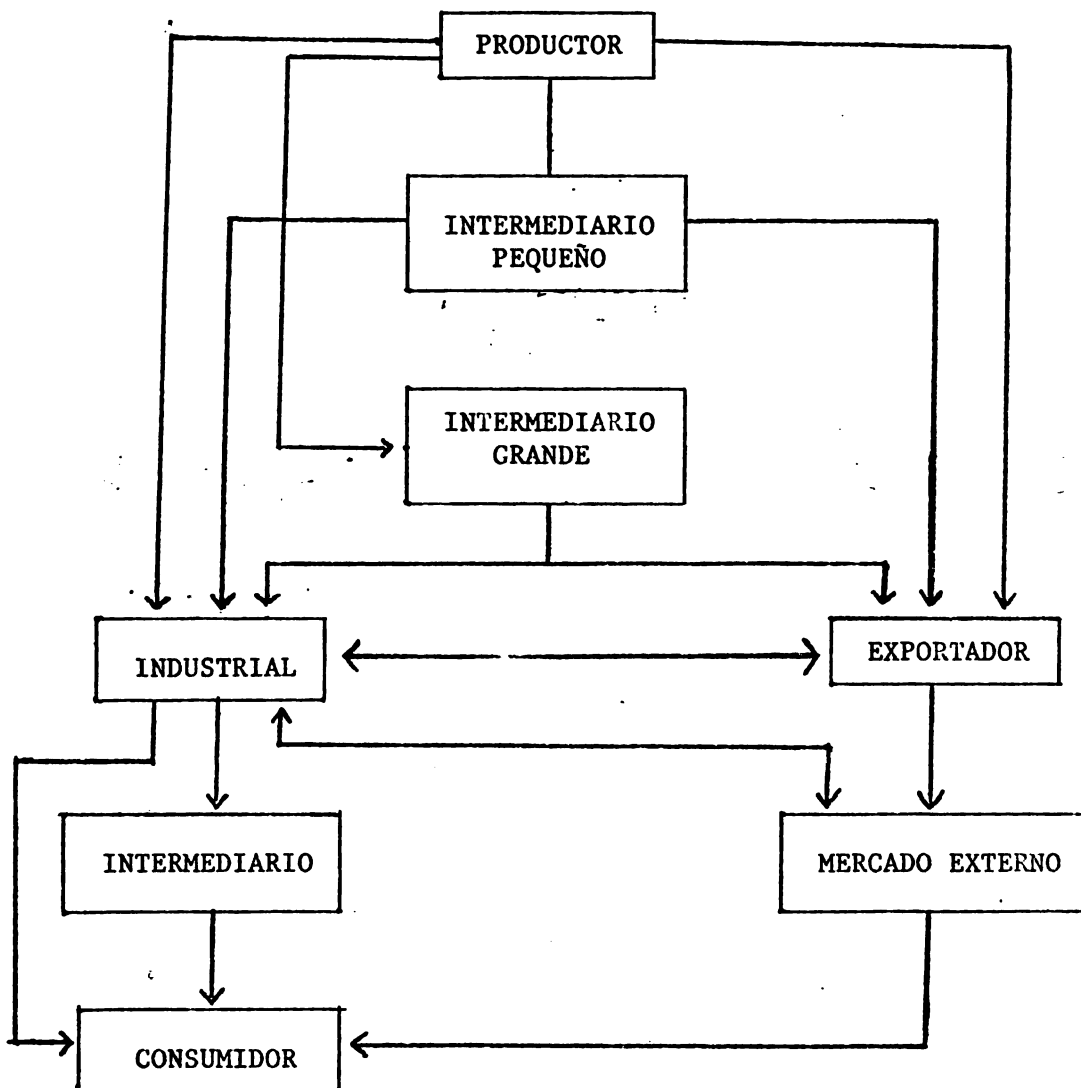 PRODUCTOR
INTERMEDIARIO
PEQUEÑO
INTERMEDIARIO
GRANDE
INDUSTRIAL
EXPORTADOR
INTERMEDIARIO
MERCADO EXTERNO
CONSUMIDOR